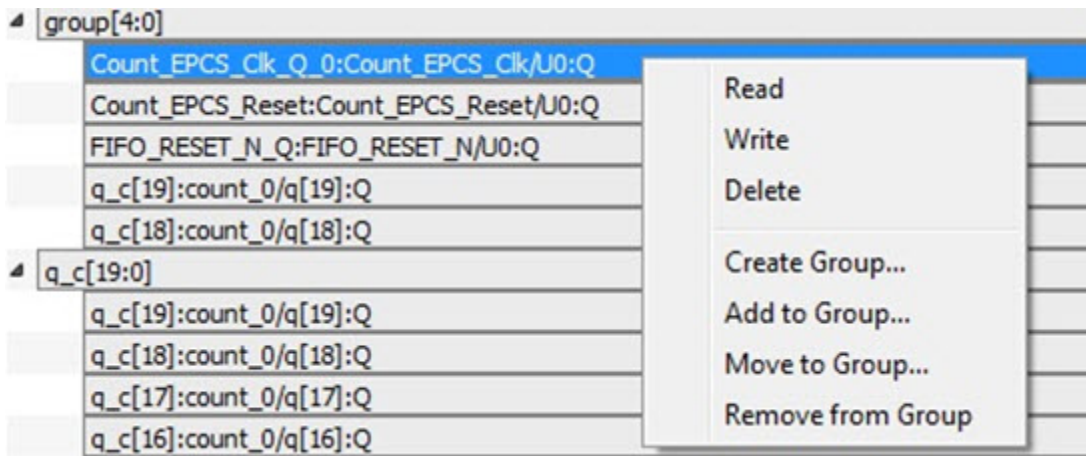 group[4:0]
Count_EPCS_Clk_Q_0:Count_EPCS_Clk/U0:Q
Count_EPCS_Reset:Count_EPCS_Reset/U0:Q
FIFO_RESET_N_Q:FIFO_RESET_N/U0:Q
q_c[19]:count_0/q[19]:Q
q_c[18]:count_0/q[18]:Q
q_c[19:0]
q_c[19]:count_0/q[19]:Q
q_c[18]:count_0/q[18]:Q
q_c[17]:count_0/q[17]:Q
q_c[16]:count_0/q[16]:Q
Read
Write
Delete
Create Group...
Add to Group...
Move to Group...
Remove from Group